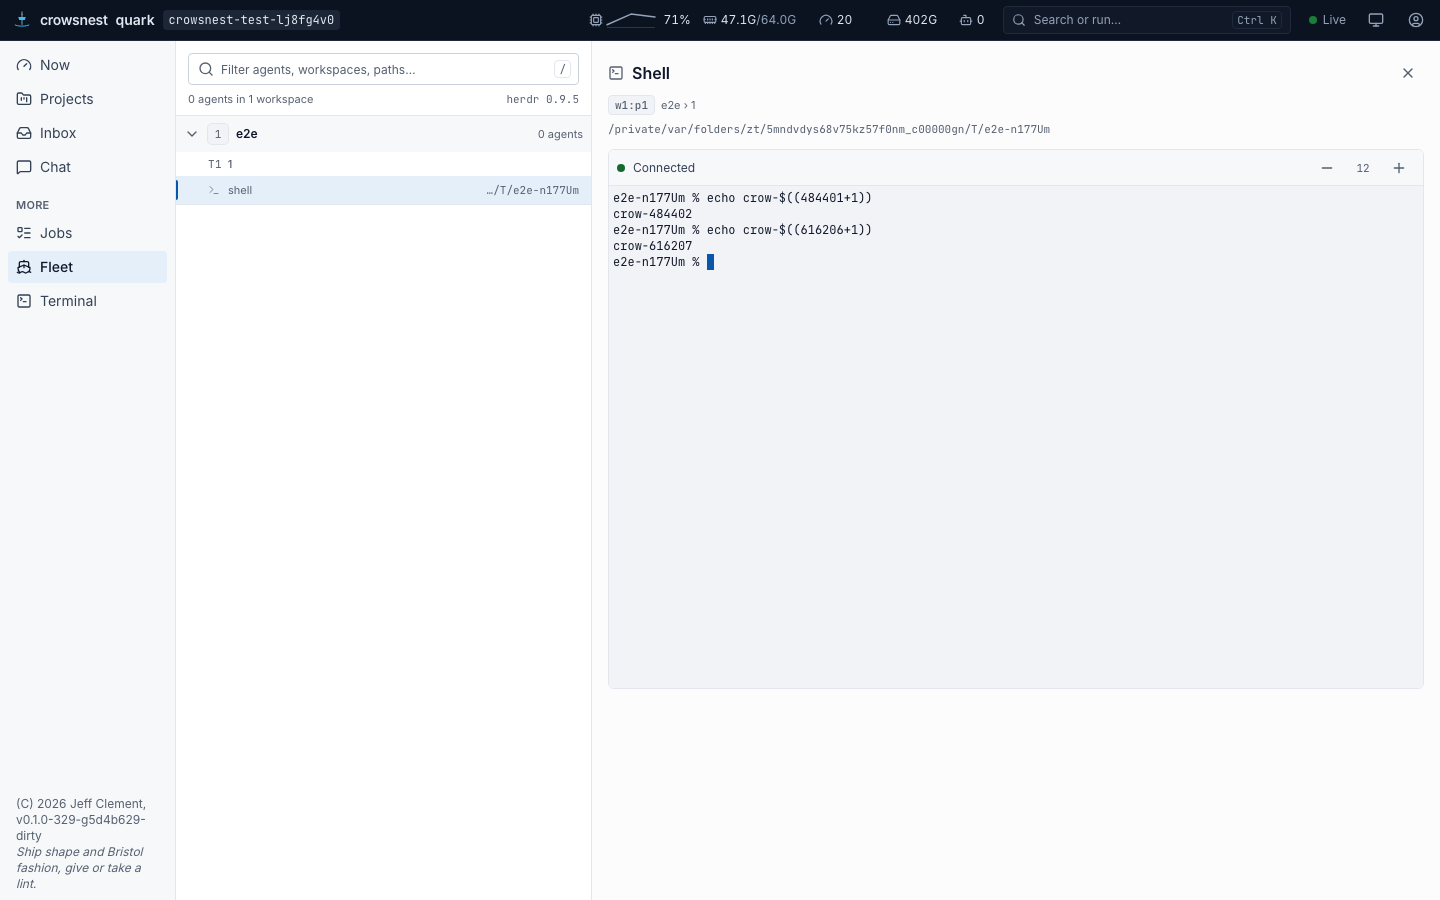 crowsnest quark crowsnest-test-lj8fg4v0 71% 47.1G/64.0G 20 402G 0 Search or run... Ctrl K Live
Now
Projects
Inbox
Chat
MORE
Jobs
Fleet
Terminal
(C) 2026 Jeff Clement,
v0.1.0-329-g5d4b629-
dirty
Ship shape and Bristol
fashion, give or take a
lint.
Filter agents, workspaces, paths... /
0 agents in 1 workspace herdr 0.9.5
1 e2e 0 agents
T1 1
shell …/T/e2e-n177Um
Shell
w1:p1 e2e › 1
/private/var/folders/zt/5mndvdys68v75kz57f0nm_c00000gn/T/e2e-n177Um
Connected 12
e2e-n177Um % echo crow-$((484401+1))
crow-484402
e2e-n177Um % echo crow-$((616206+1))
crow-616207
e2e-n177Um %